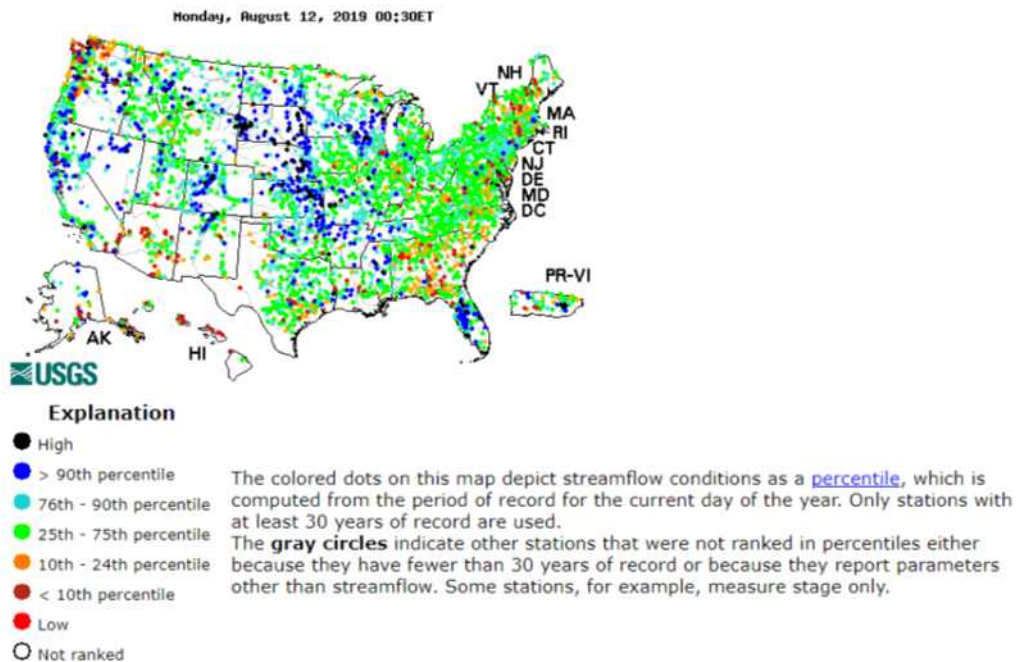 Monday, August 12, 2019 00:30ET
NH
VT
MA
RI
CT
NJ
DE
MD
DC
PR-VI
AK
HI
USGS
Explanation
High
> 90th percentile
76th - 90th percentile
25th - 75th percentile
10th - 24th percentile
< 10th percentile
Low
Not ranked
The colored dots on this map depict streamflow conditions as a percentile, which is
computed from the period of record for the current day of the year. Only stations with
at least 30 years of record are used.
The gray circles indicate other stations that were not ranked in percentiles either
because they have fewer than 30 years of record or because they report parameters
other than streamflow. Some stations, for example, measure stage only.